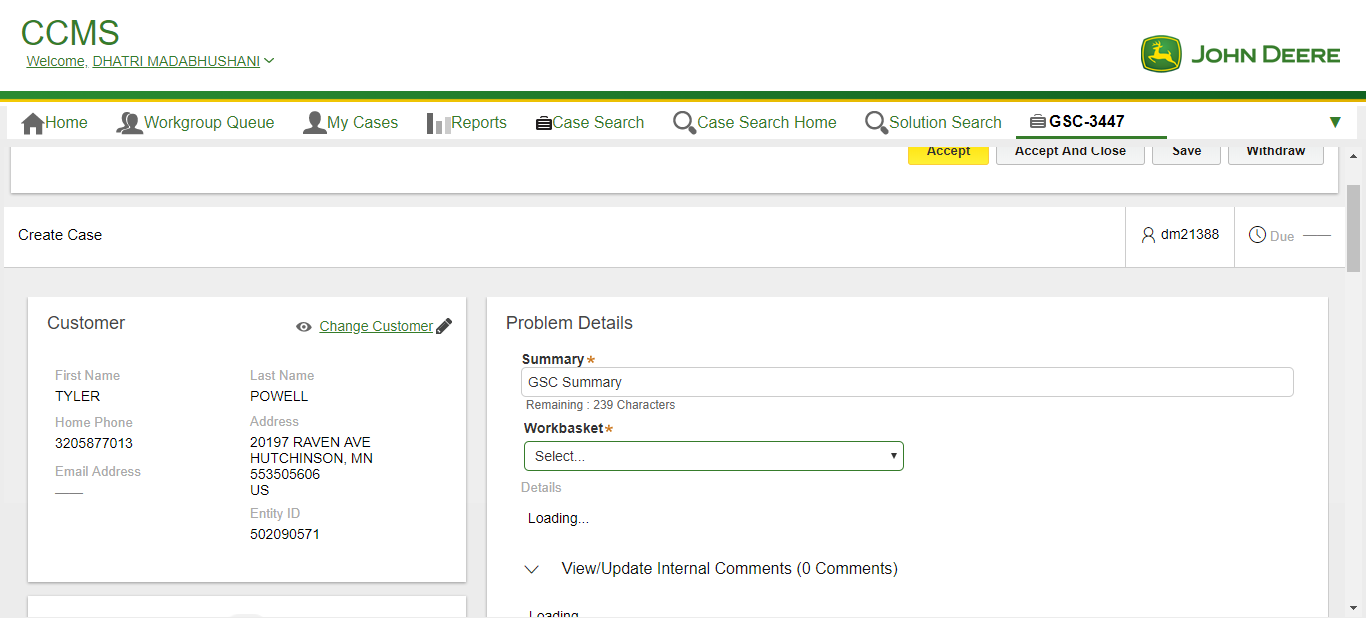 CCMS
Welcome, DHATRI MADABHUSHANI
JOHN DEERE
Home Workgroup Queue My Cases Reports Case Search Case Search Home Solution Search GSC-3447
Accept Accept And Close Save Withdraw
Create Case dm21388 Due
Customer Change Customer
First Name Last Name
TYLER POWELL
Home Phone Address
3205877013 20197 RAVEN AVE
HUTCHINSON, MN
553505606
US
Email Address
Entity ID
502090571
Problem Details
Summary*
GSC Summary
Remaining : 239 Characters
Workbasket*
Select...
Details
Loading...
View/Update Internal Comments (0 Comments)
Loading